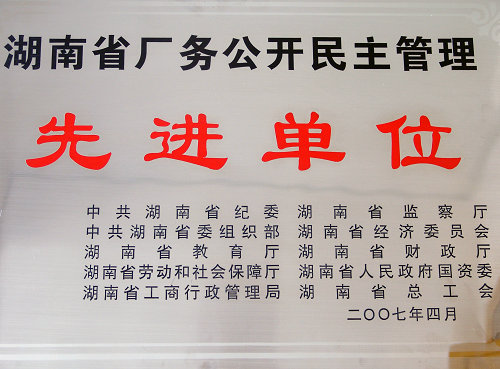 湖南省厂务公开民主管理
先进单位
中共湖南省纪委 湖南省监察厅
中共湖南省委组织部 湖南省经济委员会
湖南省教育厅 湖南省财政厅
湖南省劳动和社会保障厅 湖南省人民政府国资委
湖南省工商行政管理局 湖南省总工会
二〇〇七年四月